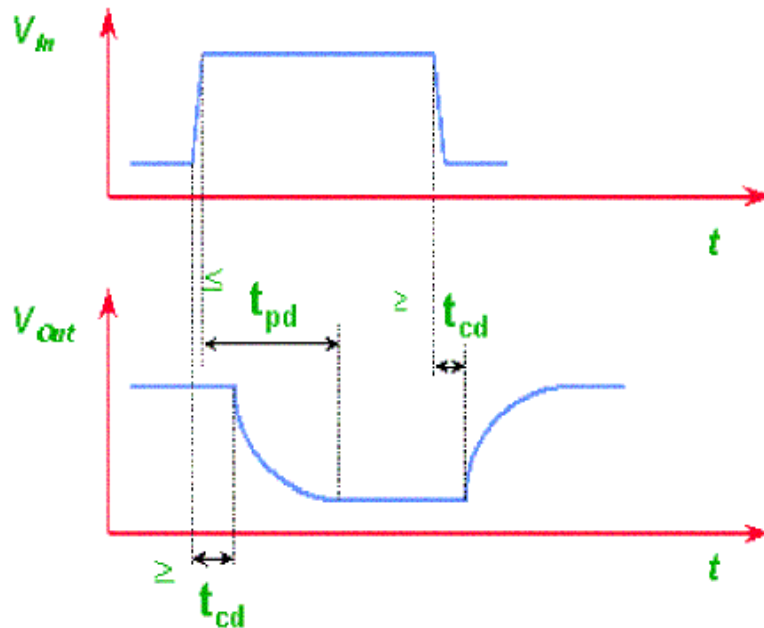 V_In
t
≤ t_pd
≥ t_cd
V_Out
t
≥ t_cd